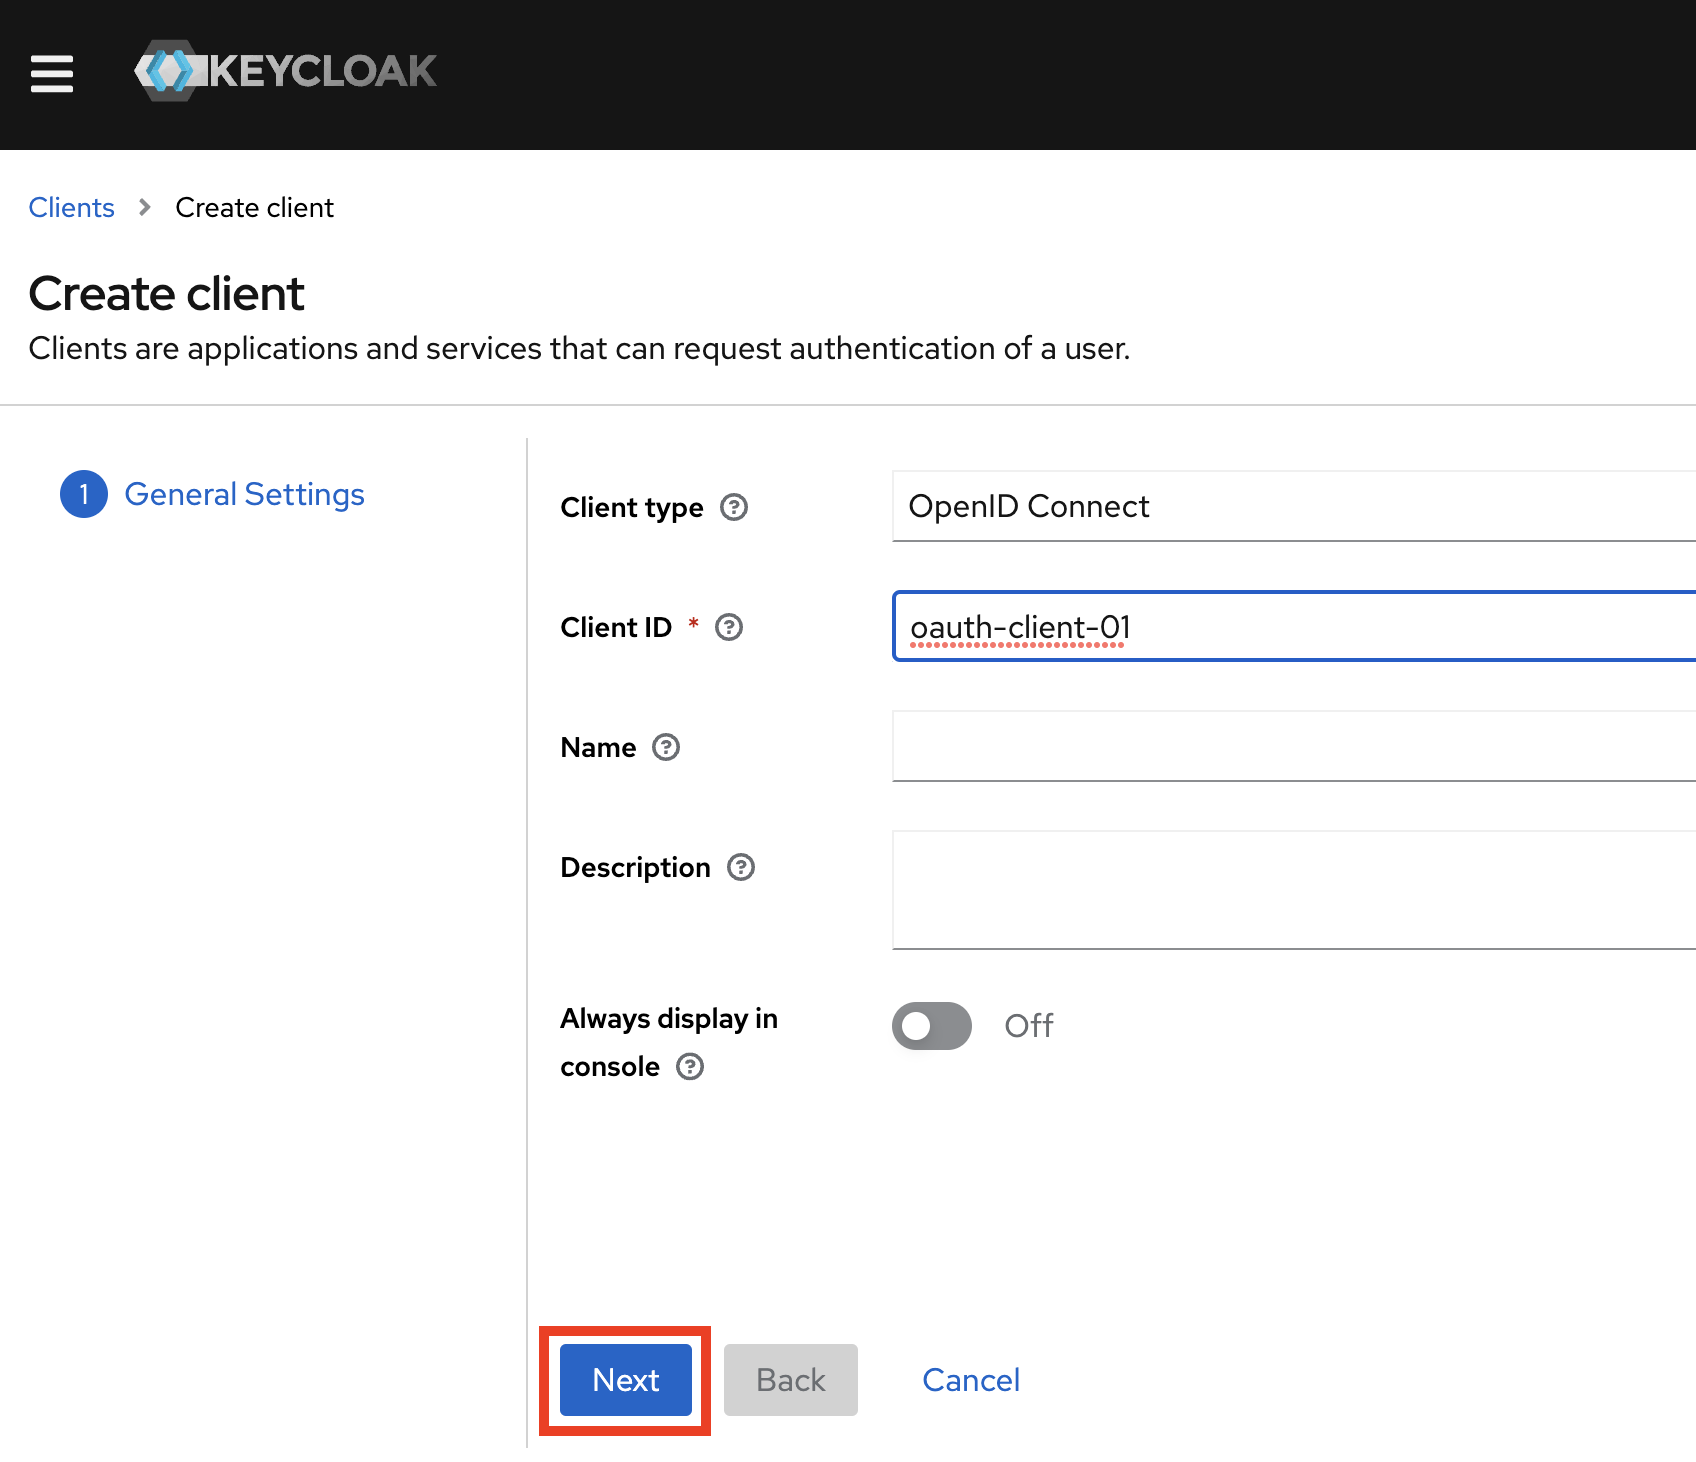 KEYCLOAK
Clients > Create client
Create client
Clients are applications and services that can request authentication of a user.
1 General Settings
Client type ? OpenID Connect
Client ID * ? oauth-client-01
Name ?
Description ?
Always display in
console ?
Off
Next Back Cancel